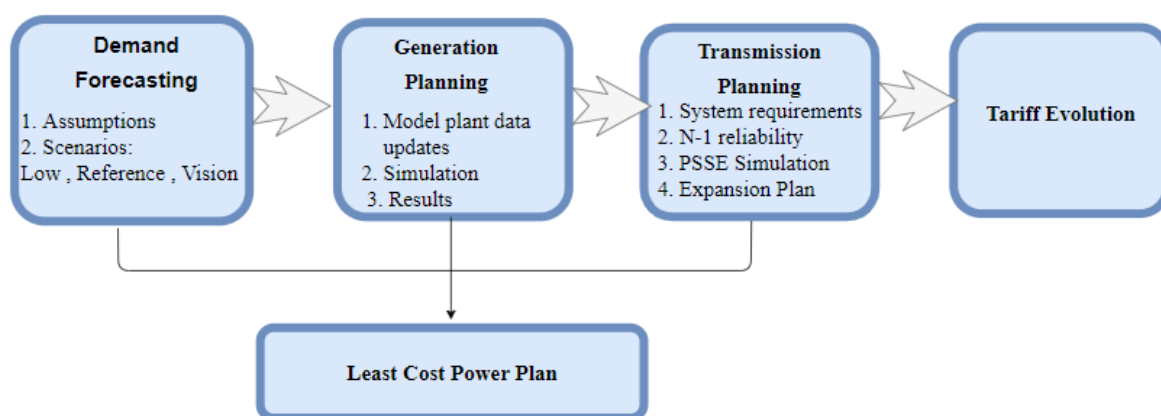 Demand
Forecasting
1. Assumptions
2. Scenarios:
Low , Reference , Vision
Generation
Planning
1. Model plant data
updates
2. Simulation
3. Results
Transmission
Planning
1. System requirements
2. N-1 reliability
3. PSSE Simulation
4. Expansion Plan
Tariff Evolution
Least Cost Power Plan